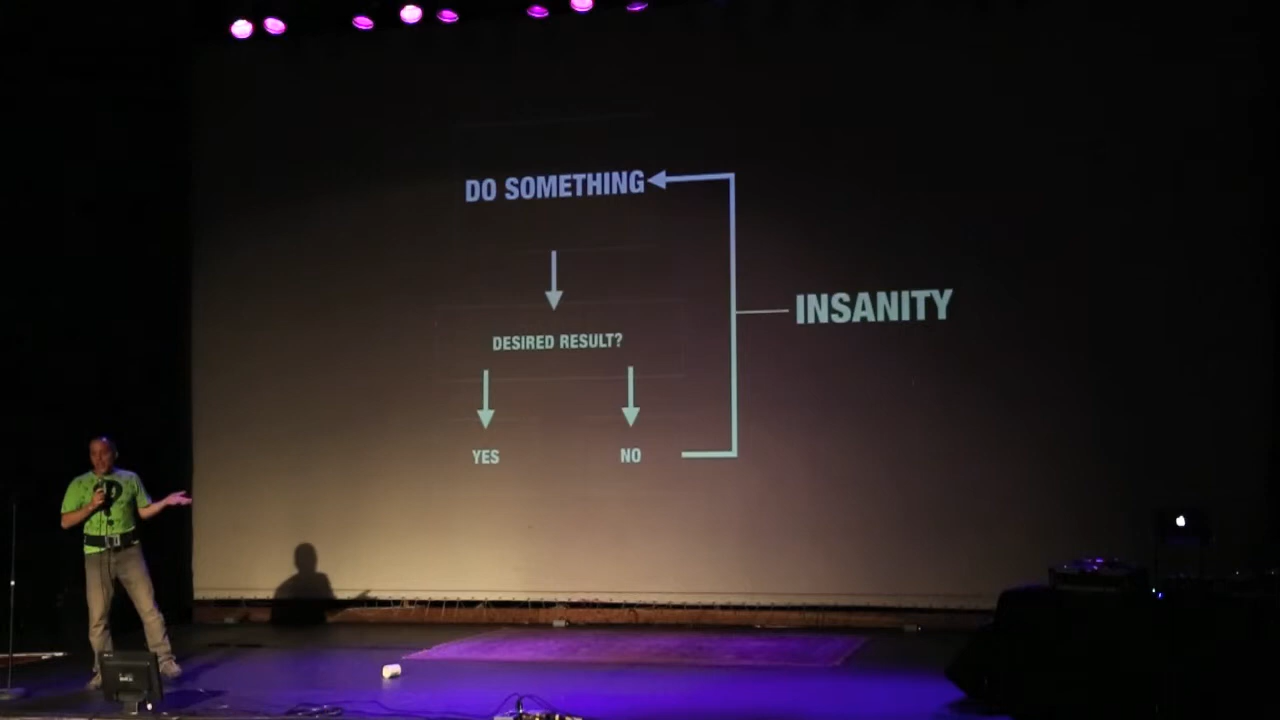 DO SOMETHING
INSANITY
DESIRED RESULT?
YES
NO